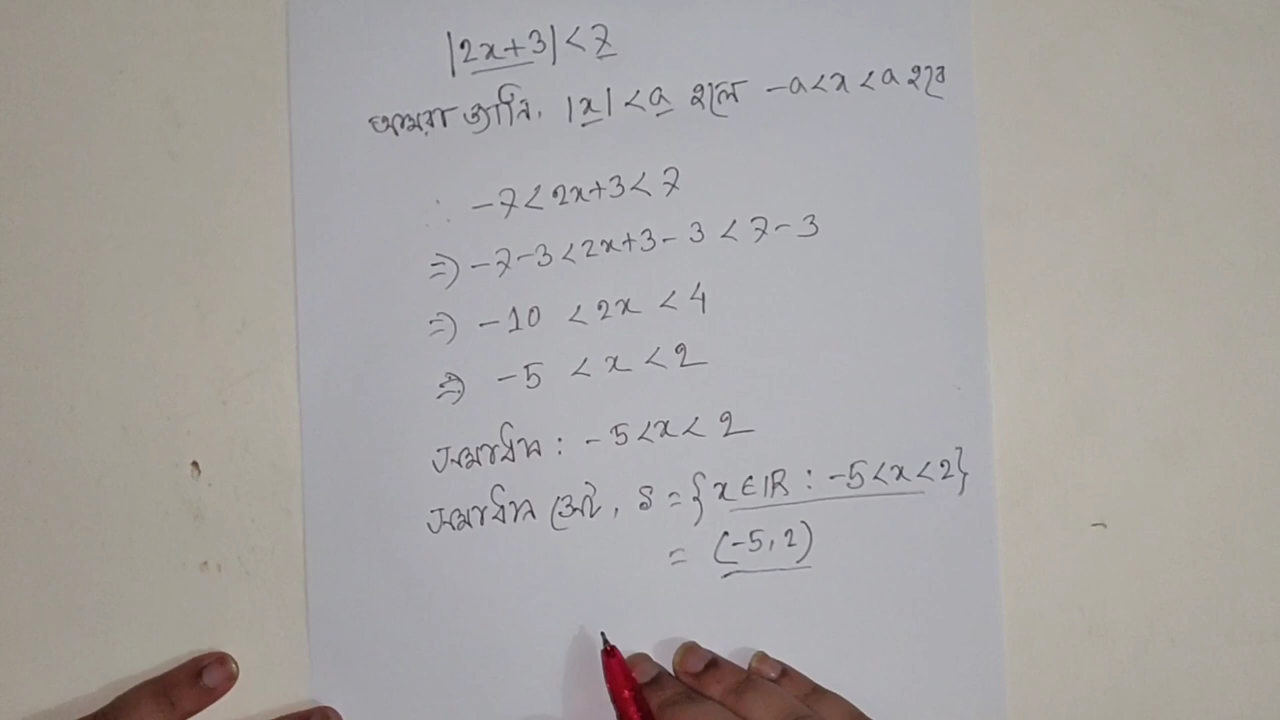 |2x+3| < 7
আমরা জানি, |x| < a হলে -a < x < a হবে
∴ -7 < 2x+3 < 7
⇒ -7-3 < 2x+3-3 < 7-3
⇒ -10 < 2x < 4
⇒ -5 < x < 2
সমাধান : -5 < x < 2
সমাধান সেট, S = {x ∈ ℝ : -5 < x < 2}
= (-5, 2)